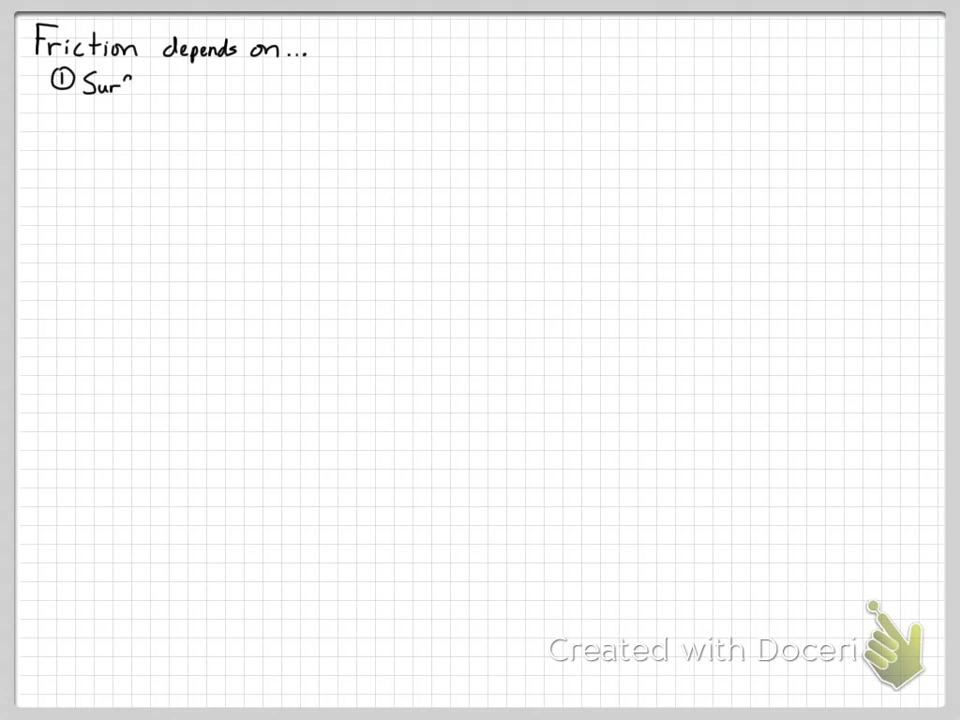 Friction depends on...
① Sur
Created with Doceri